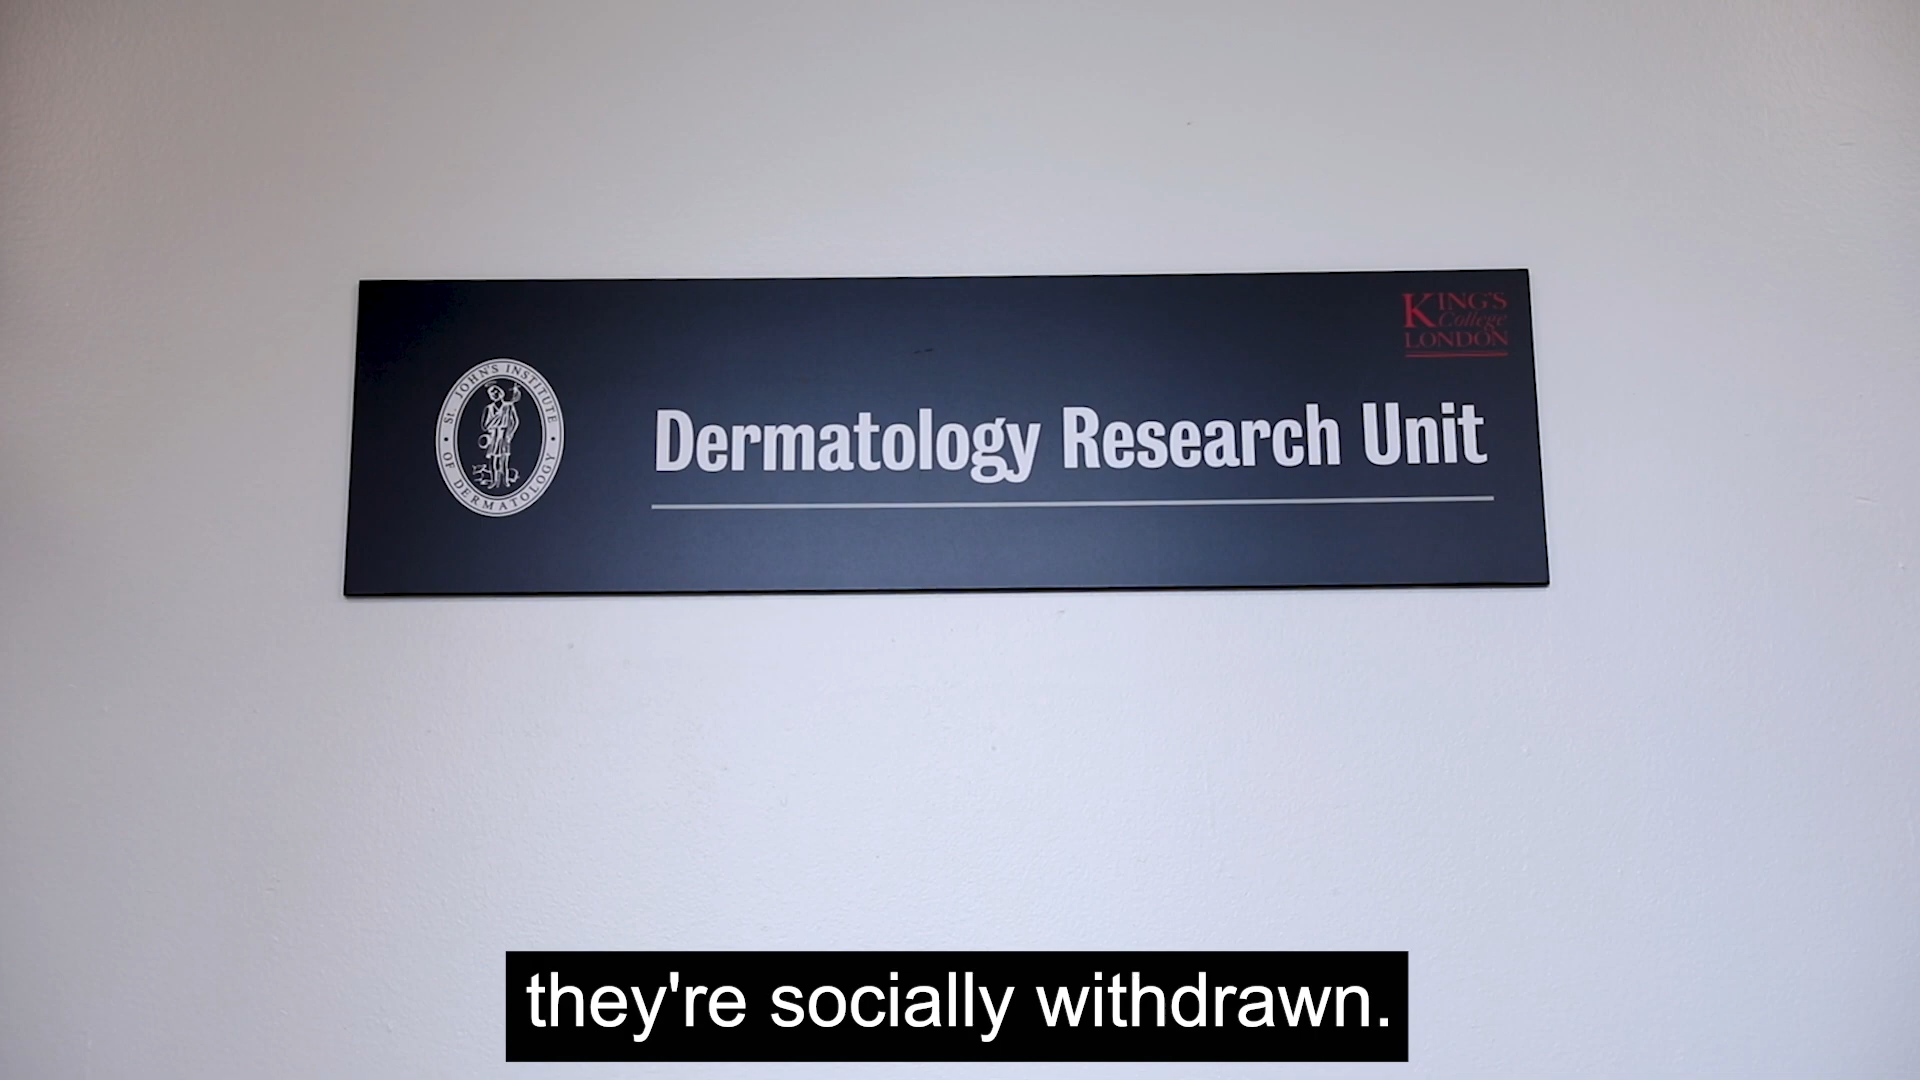 KING'S
College
LONDON
ST. JOHN'S INSTITUTE
OF DERMATOLOGY
Dermatology Research Unit
they're socially withdrawn.